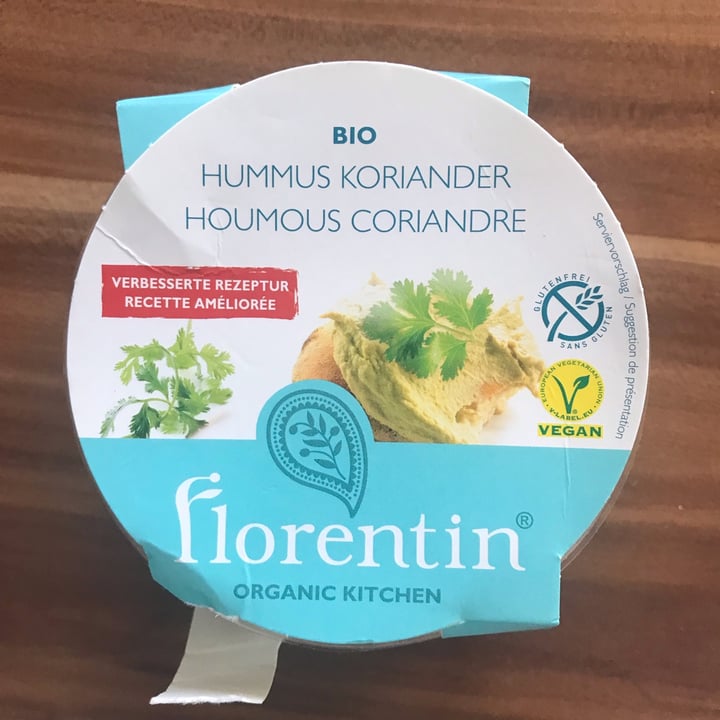 BIO
HUMMUS KORIANDER
HOUMOUS CORIANDRE
VERBESSERTE REZEPTUR
RECETTE AMÉLIORÉE
Serviervorschlag / Suggestion de présentation
GLUTENFREI
SANS GLUTEN
EUROPEAN VEGETARIAN UNION
V-LABEL.EU
VEGAN
florentin®
ORGANIC KITCHEN